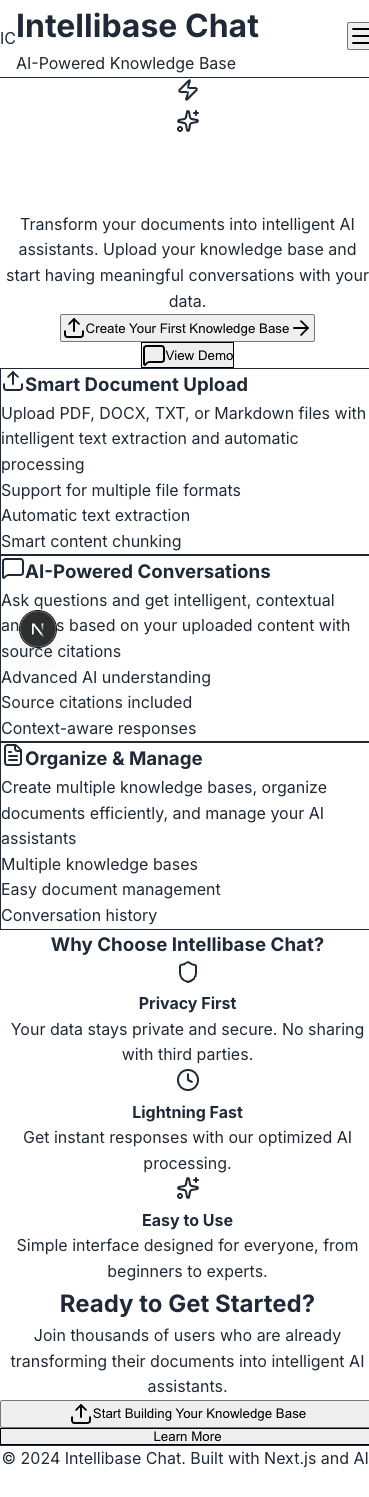 IC
Intellibase Chat
AI-Powered Knowledge Base
Transform your documents into intelligent AI
assistants. Upload your knowledge base and
start having meaningful conversations with your
data.
Create Your First Knowledge Base
View Demo
Smart Document Upload
Upload PDF, DOCX, TXT, or Markdown files with
intelligent text extraction and automatic
processing
Support for multiple file formats
Automatic text extraction
Smart content chunking
AI-Powered Conversations
Ask questions and get intelligent, contextual
based on your uploaded content with
source citations
Advanced AI understanding
Source citations included
Context-aware responses
Organize & Manage
Create multiple knowledge bases, organize
documents efficiently, and manage your AI
assistants
Multiple knowledge bases
Easy document management
Conversation history
Why Choose Intellibase Chat?
Privacy First
Your data stays private and secure. No sharing
with third parties.
Lightning Fast
Get instant responses with our optimized AI
processing.
Easy to Use
Simple interface designed for everyone, from
beginners to experts.
Ready to Get Started?
Join thousands of users who are already
transforming their documents into intelligent AI
assistants.
Start Building Your Knowledge Base
Learn More
© 2024 Intellibase Chat. Built with Next.js and AI